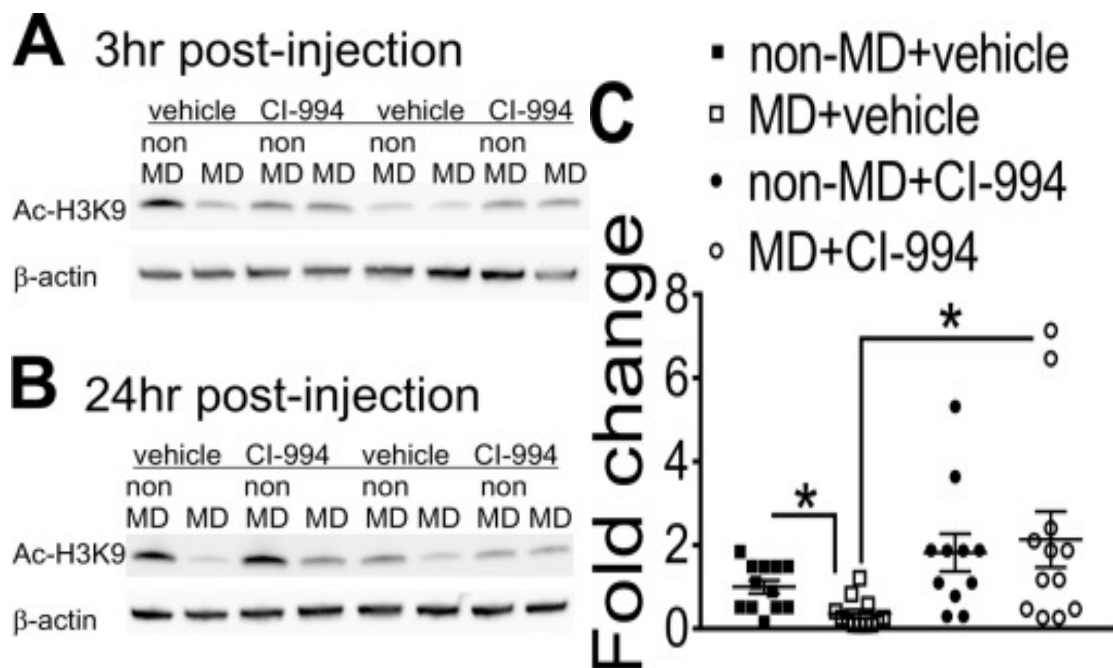 A 3hr post-injection
vehicle CI-994 vehicle CI-994
non non non non
MD MD MD MD MD MD MD MD
Ac-H3K9
β-actin
B 24hr post-injection
vehicle CI-994 vehicle CI-994
non non non non
MD MD MD MD MD MD MD MD
Ac-H3K9
β-actin
C
non-MD+vehicle
MD+vehicle
non-MD+CI-994
MD+CI-994
Fold change
8
6
4
2
0
*
*